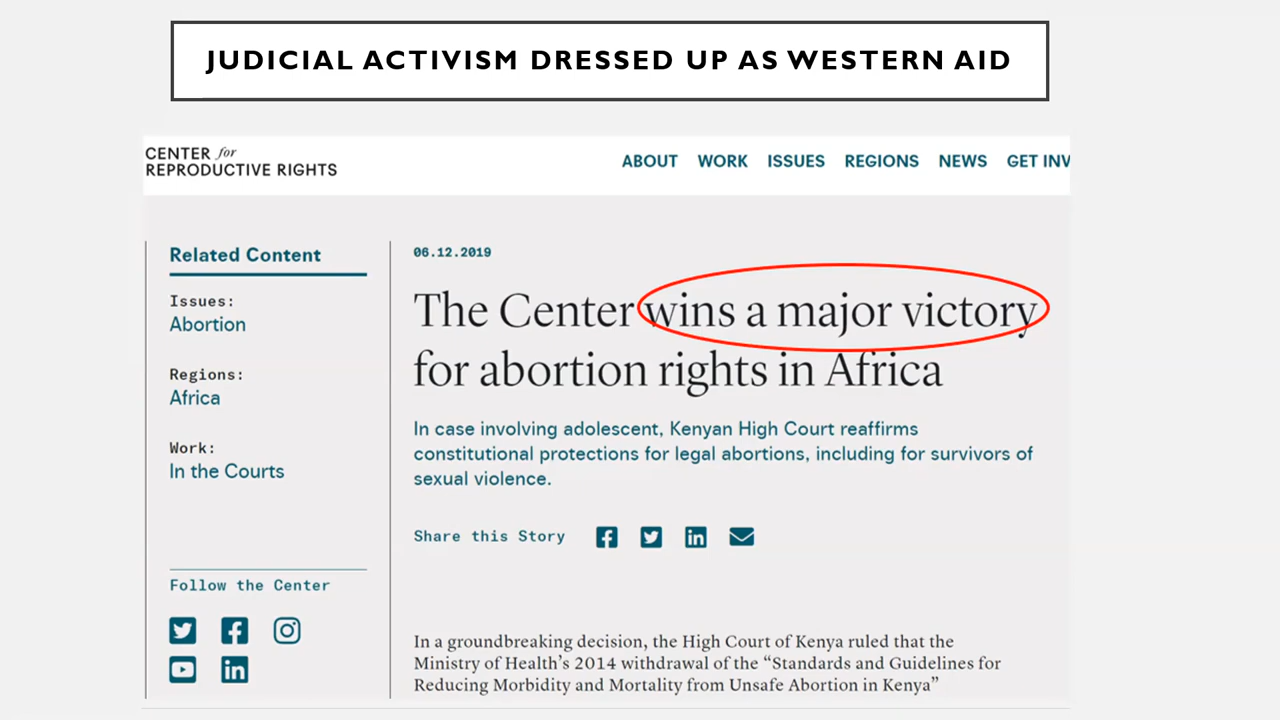 JUDICIAL ACTIVISM DRESSED UP AS WESTERN AID
CENTER for
REPRODUCTIVE RIGHTS
ABOUT WORK ISSUES REGIONS NEWS GET INV
Related Content
Issues:
Abortion
Regions:
Africa
Work:
In the Courts
Follow the Center
06.12.2019
The Center wins a major victory
for abortion rights in Africa
In case involving adolescent, Kenyan High Court reaffirms
constitutional protections for legal abortions, including for survivors of
sexual violence.
Share this Story
In a groundbreaking decision, the High Court of Kenya ruled that the
Ministry of Health’s 2014 withdrawal of the “Standards and Guidelines for
Reducing Morbidity and Mortality from Unsafe Abortion in Kenya”